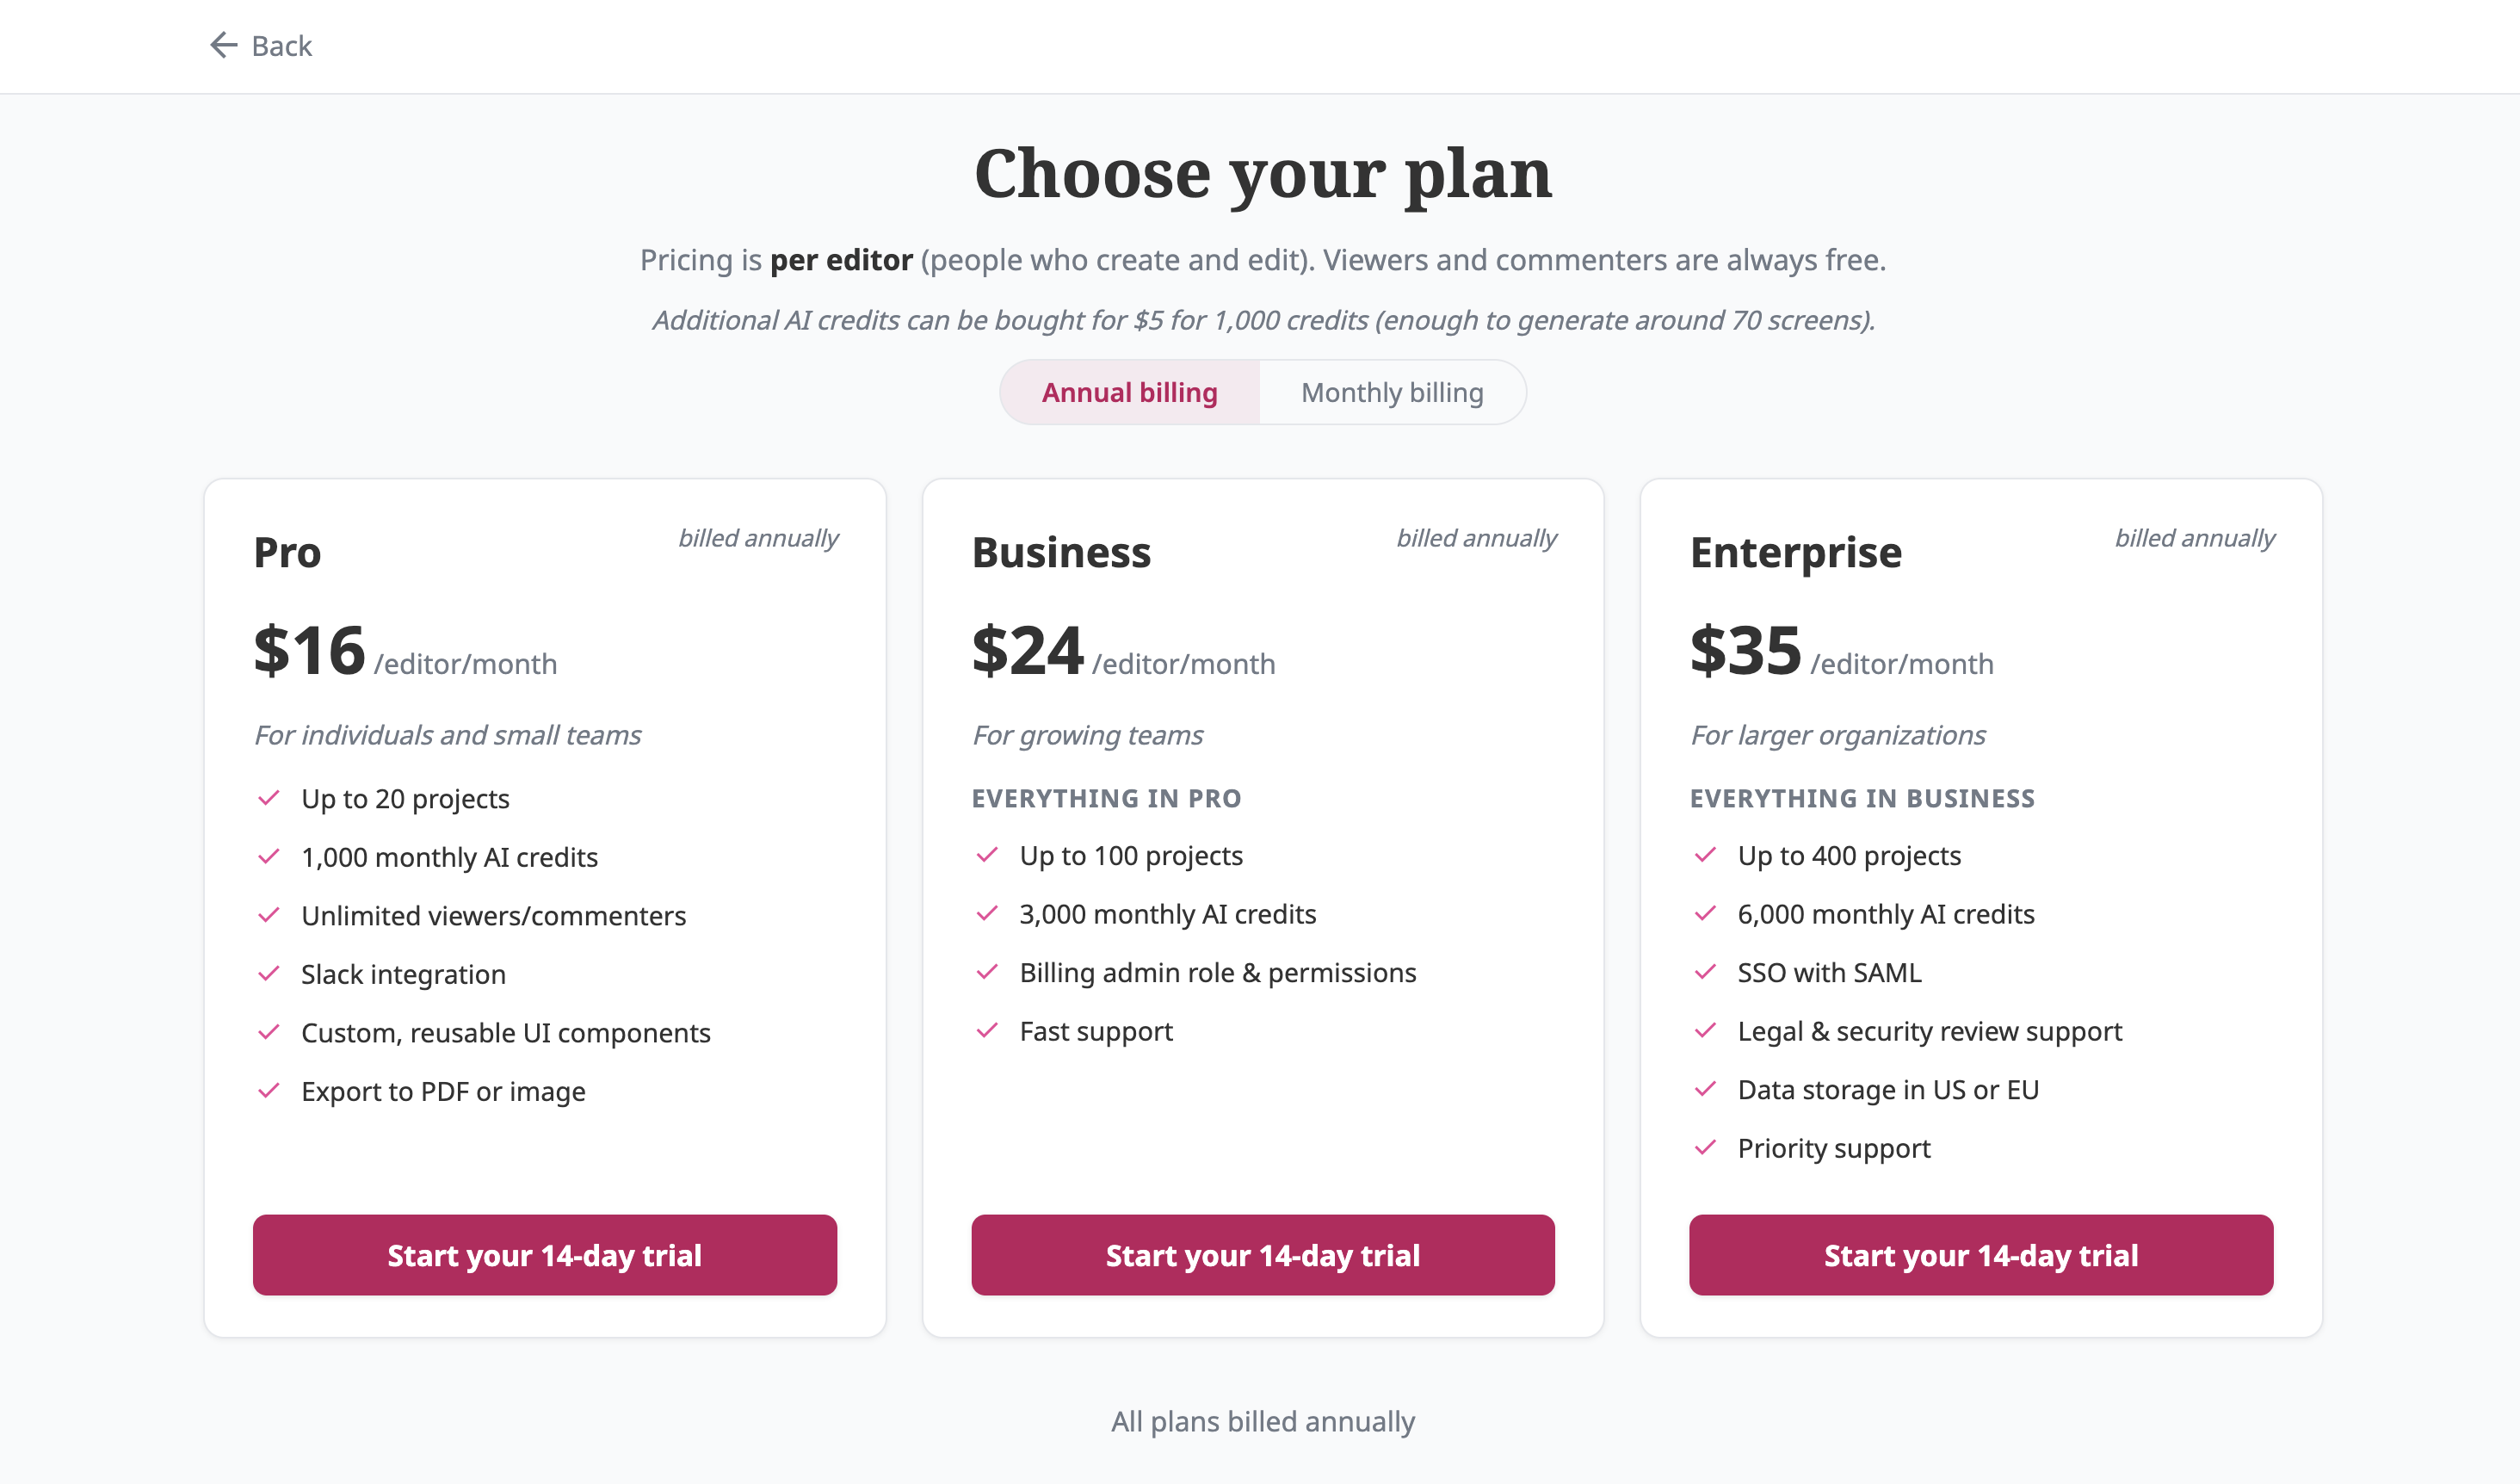 Back
Choose your plan
Pricing is per editor (people who create and edit). Viewers and commenters are always free.
Additional AI credits can be bought for $5 for 1,000 credits (enough to generate around 70 screens).
Annual billing
Monthly billing
Pro
billed annually
$16 /editor/month
For individuals and small teams
Up to 20 projects
1,000 monthly AI credits
Unlimited viewers/commenters
Slack integration
Custom, reusable UI components
Export to PDF or image
Start your 14-day trial
Business
billed annually
$24 /editor/month
For growing teams
EVERYTHING IN PRO
Up to 100 projects
3,000 monthly AI credits
Billing admin role & permissions
Fast support
Start your 14-day trial
Enterprise
billed annually
$35 /editor/month
For larger organizations
EVERYTHING IN BUSINESS
Up to 400 projects
6,000 monthly AI credits
SSO with SAML
Legal & security review support
Data storage in US or EU
Priority support
Start your 14-day trial
All plans billed annually